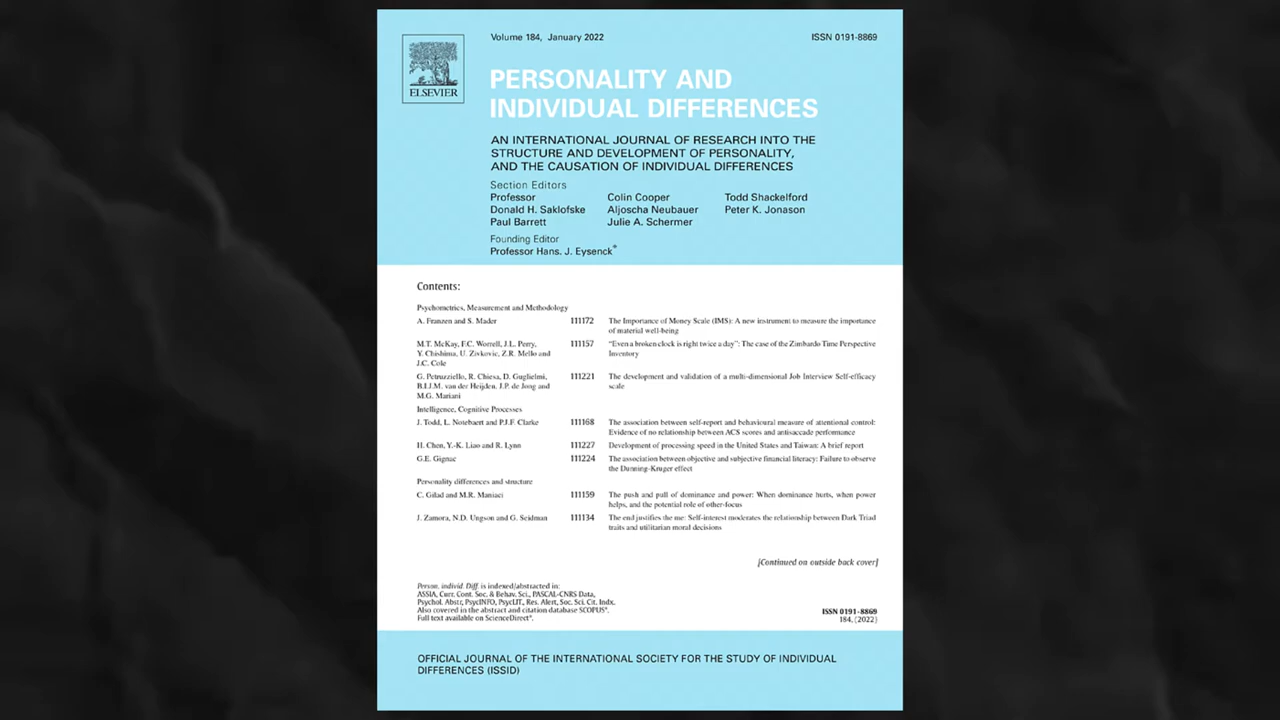 Volume 184, January 2022
ISSN 0191-8869
ELSEVIER
PERSONALITY AND
INDIVIDUAL DIFFERENCES
AN INTERNATIONAL JOURNAL OF RESEARCH INTO THE
STRUCTURE AND DEVELOPMENT OF PERSONALITY,
AND THE CAUSATION OF INDIVIDUAL DIFFERENCES
Section Editors
Professor
Donald H. Saklofske
Paul Barrett
Colin Cooper
Aljoscha Neubauer
Julie A. Schermer
Todd Shackelford
Peter K. Jonason
Founding Editor
Professor Hans. J. Eysenck*
Contents:
Psychometrics, Measurement and Methodology
A. Franzen and S. Mader 111172 The Importance of Money Scale (IMS): A new instrument to measure the importance
of material well-being
M.T. McKay, F.C. Worrell, J.L. Perry, 111157 "Even a broken clock is right twice a day": The case of the Zimbardo Time Perspective
Y. Chishima, U. Zivkovic, Z.R. Mello and Inventory
J.C. Cole
G. Petruzziello, R. Chiesa, D. Guglielmi, 111221 The development and validation of a multi-dimensional Job Interview Self-efficacy
B.I.J.M. van der Heijden, J.P. de Jong and scale
M.G. Mariani
Intelligence, Cognitive Processes
J. Todd, L. Notebaert and P.J.F. Clarke 111168 The association between self-report and behavioural measure of attentional control:
Evidence of no relationship between ACS scores and antisaccade performance
H. Chen, Y.-K. Liao and R. Lynn 111227 Development of processing speed in the United States and Taiwan: A brief report
G.E. Gignac 111224 The association between objective and subjective financial literacy: Failure to observe
the Dunning-Kruger effect
Personality differences and structure
C. Gilad and M.R. Maniaci 111159 The push and pull of dominance and power: When dominance hurts, when power
helps, and the potential role of other-focus
J. Zamora, N.D. Ungson and G. Seidman 111134 The end justifies the me: Self-interest moderates the relationship between Dark Triad
traits and utilitarian moral decisions
[Continued on outside back cover]
Person. individ. Diff. is indexed/abstracted in:
ASSIA, Curr. Cont. Soc. & Behav. Sci., PASCAL-CNRS Data,
Psychol. Abstr, PsycINFO, PsycLIT, Res. Alert, Soc. Sci. Cit. Indx.
Also covered in the abstract and citation database SCOPUS®.
Full text available on ScienceDirect®.
ISSN 0191-8869
184, (2022)
OFFICIAL JOURNAL OF THE INTERNATIONAL SOCIETY FOR THE STUDY OF INDIVIDUAL
DIFFERENCES (ISSID)